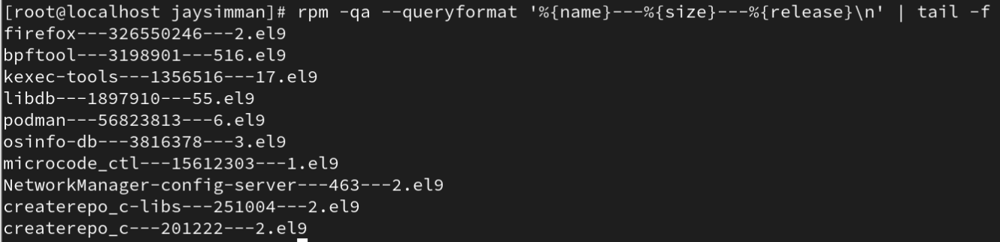 [root@localhost jaysimman]# rpm -qa --queryformat '%{name}---%{size}---%{release}\n' | tail -f
firefox---326550246---2.el9
bpftool---3198901---516.el9
kexec-tools---1356516---17.el9
libdb---1897910---55.el9
podman---56823813---6.el9
osinfo-db---3816378---3.el9
microcode_ctl---15612303---1.el9
NetworkManager-config-server---463---2.el9
createrepo_c-libs---251004---2.el9
createrepo_c---201222---2.el9